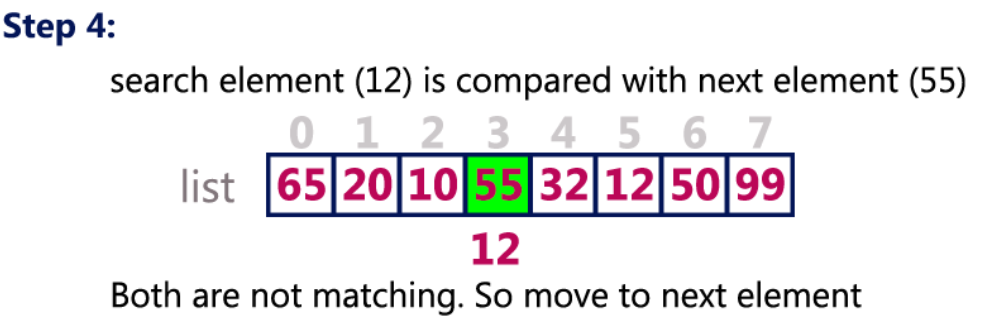 Step 4:
search element (12) is compared with next element (55)
0 1 2 3 4 5 6 7
list 65 20 10 55 32 12 50 99
12
Both are not matching. So move to next element